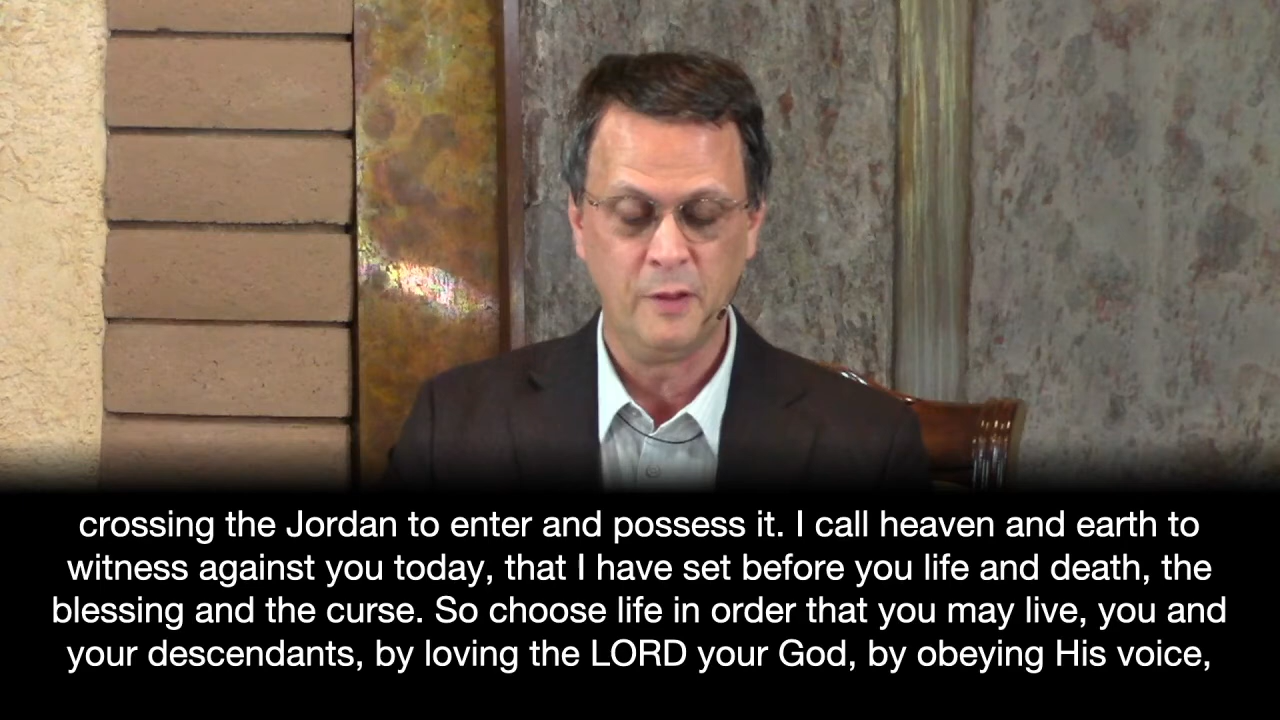 crossing the Jordan to enter and possess it. I call heaven and earth to
witness against you today, that I have set before you life and death, the
blessing and the curse. So choose life in order that you may live, you and
your descendants, by loving the LORD your God, by obeying His voice,